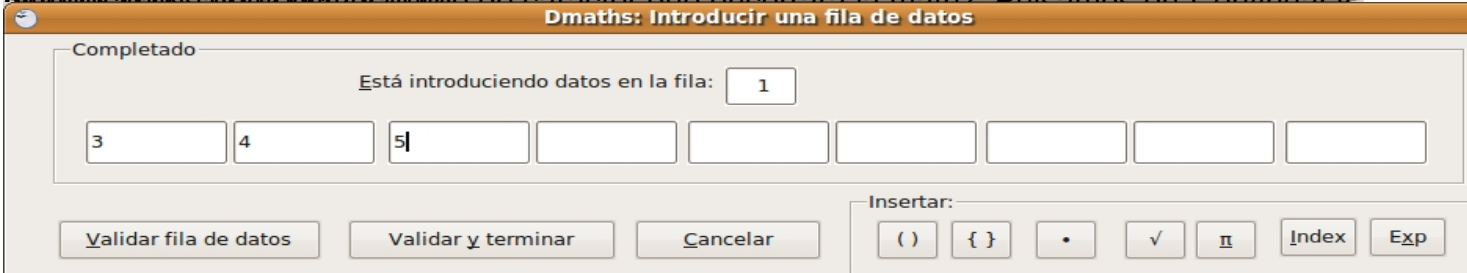 Dmaths: Introducir una fila de datos
Completado
Está introduciendo datos en la fila: 1
3 4 5
Insertar:
Validar fila de datos Validar y terminar Cancelar ( ) { } • √ π Index Exp